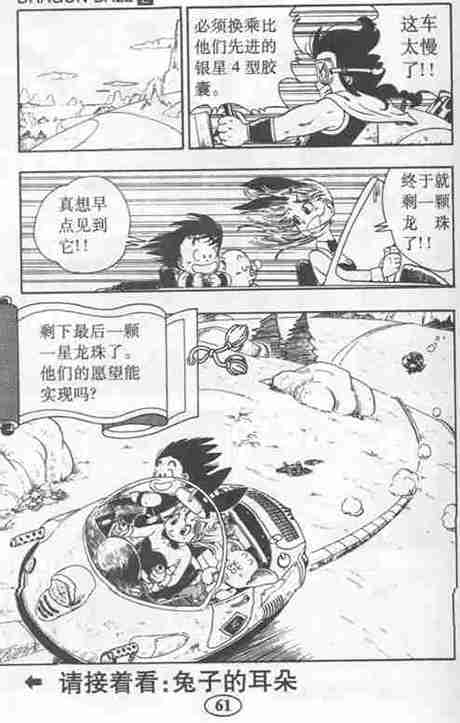 DRAGON BALL 2
这车
太慢
了!!
必须换乘比
他们先进的
银星4型胶
囊。
终于就
剩一颗
龙珠
了!!
真想早
点见到
它!!
剩下最后一颗
一星龙珠了。
他们的愿望能
实现吗?
← 请接着看:兔子的耳朵
61